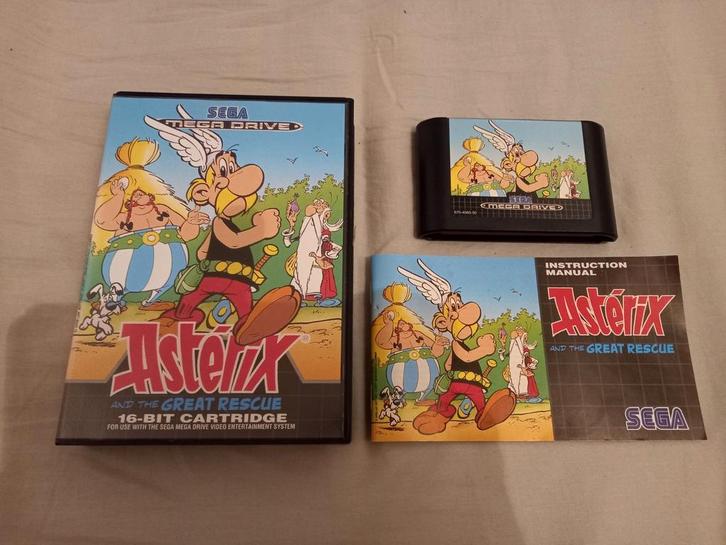 SEGA
MEGA DRIVE
Astérix®
AND THE GREAT RESCUE
16-BIT CARTRIDGE
FOR USE WITH THE SEGA MEGA DRIVE VIDEO ENTERTAINMENT SYSTEM
SEGA
MEGA DRIVE
INSTRUCTION
MANUAL
Astérix
AND THE GREAT RESCUE
SEGA